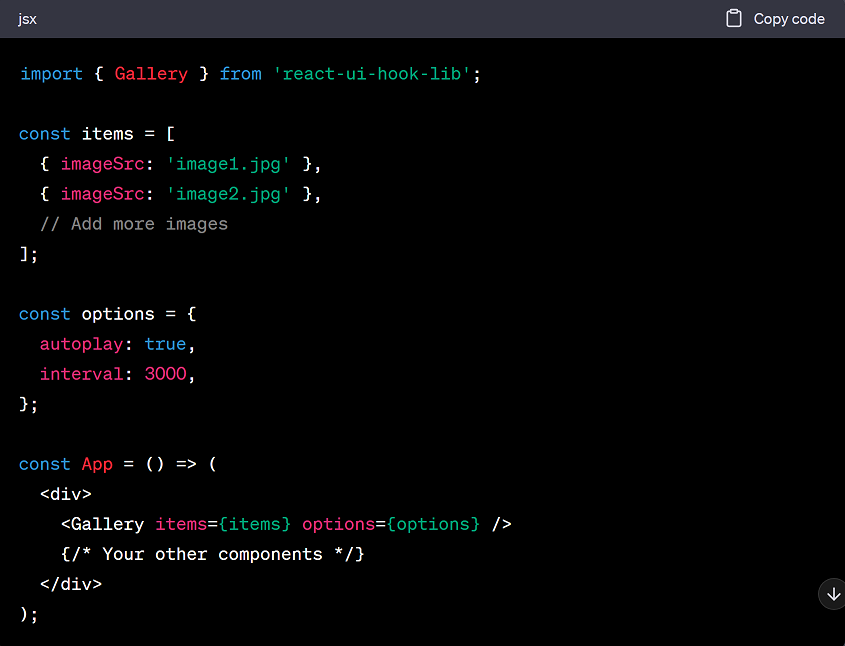 jsx
Copy code
import { Gallery } from 'react-ui-hook-lib';
const items = [
  { imageSrc: 'image1.jpg' },
  { imageSrc: 'image2.jpg' },
  // Add more images
];
const options = {
  autoplay: true,
  interval: 3000,
};
const App = () => (
  <div>
    <Gallery items={items} options={options} />
    {/* Your other components */}
  </div>
);